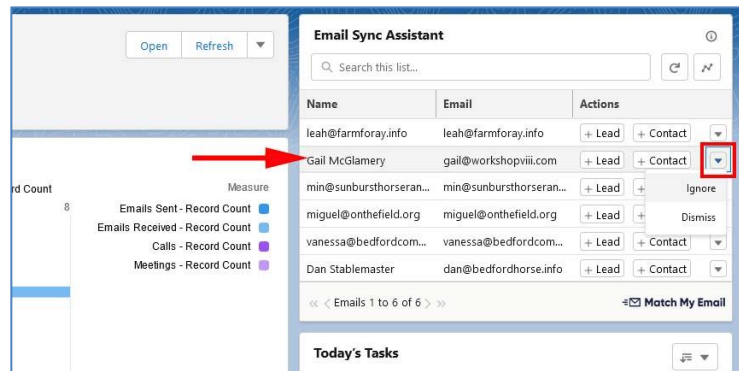 Open Refresh
rd Count
8
Measure
Emails Sent - Record Count
Emails Received - Record Count
Calls - Record Count
Meetings - Record Count
Email Sync Assistant
Search this list...
Name Email Actions
leah@farmforay.info leah@farmforay.info + Lead + Contact
Gail McGlamery gail@workshopviii.com + Lead + Contact
Ignore
Dismiss
min@sunbursthorseran... min@sunbursthorseran... + Lead +
miguel@onthefield.org miguel@onthefield.org + Lead +
vanessa@bedfordcom... vanessa@bedfordcom... + Lead + Contact
Dan Stablemaster dan@bedfordhorse.info + Lead + Contact
<< < Emails 1 to 6 of 6 > >> Match My Email
Today's Tasks